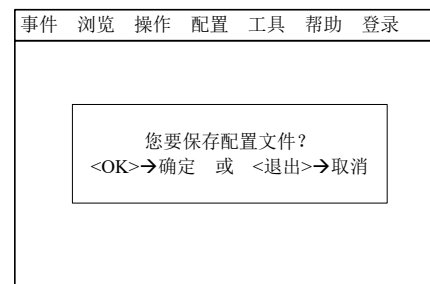 事件 浏览 操作 配置 工具 帮助 登录
您要保存配置文件?
<OK>→确定 或 <退出>→取消